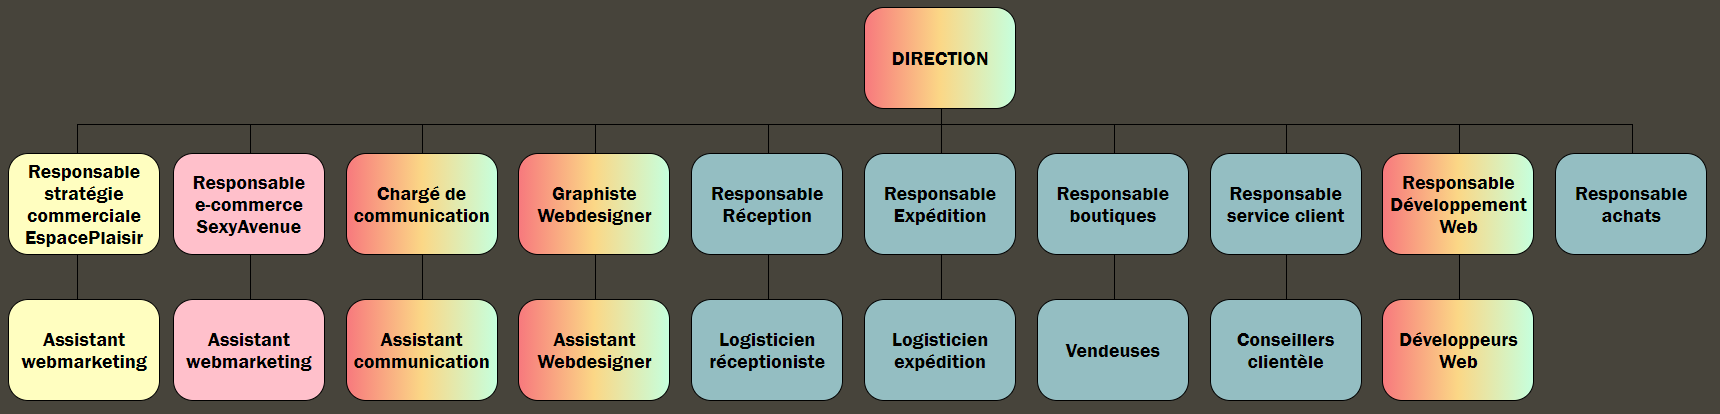 DIRECTION
Responsable
stratégie
commerciale
EspacePlaisir
Responsable
e-commerce
SexyAvenue
Chargé de
communication
Graphiste
Webdesigner
Responsable
Réception
Responsable
Expédition
Responsable
boutiques
Responsable
service client
Responsable
Développement
Web
Responsable
achats
Assistant
webmarketing
Assistant
webmarketing
Assistant
communication
Assistant
Webdesigner
Logisticien
réceptioniste
Logisticien
expédition
Vendeuses
Conseillers
clientèle
Développeurs
Web